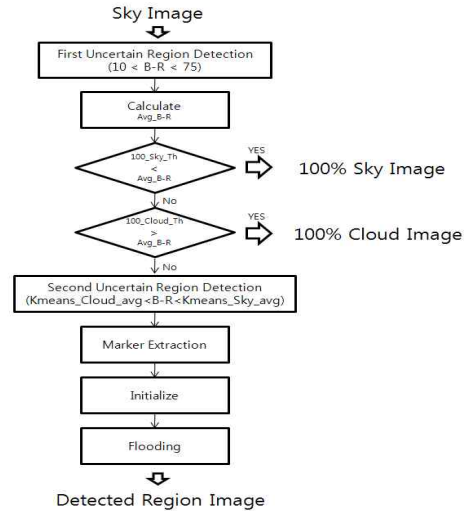 Sky Image
First Uncertain Region Detection
(10 < B-R < 75)
Calculate
Avg_B-R
100_Sky_Th
<
Avg_B-R
YES
100% Sky Image
No
100_Cloud_Th
>
Avg_B-R
YES
100% Cloud Image
No
Second Uncertain Region Detection
(Kmeans_Cloud_avg<B-R<Kmeans_Sky_avg)
Marker Extraction
Initialize
Flooding
Detected Region Image